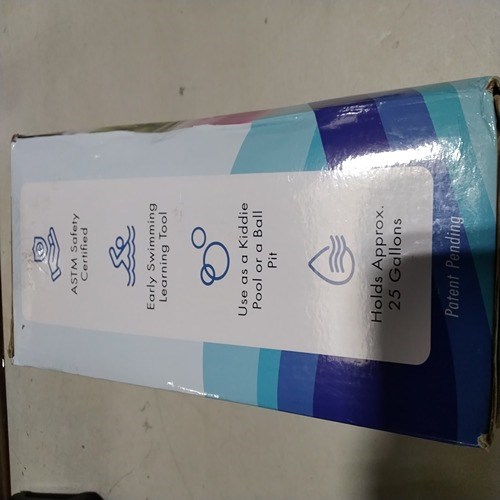 ASTM Safety
Certified
Early Swimming
Learning Tool
Use as a Kiddie
Pool or a Ball
Pit
Holds Approx.
25 Gallons
Patent Pending